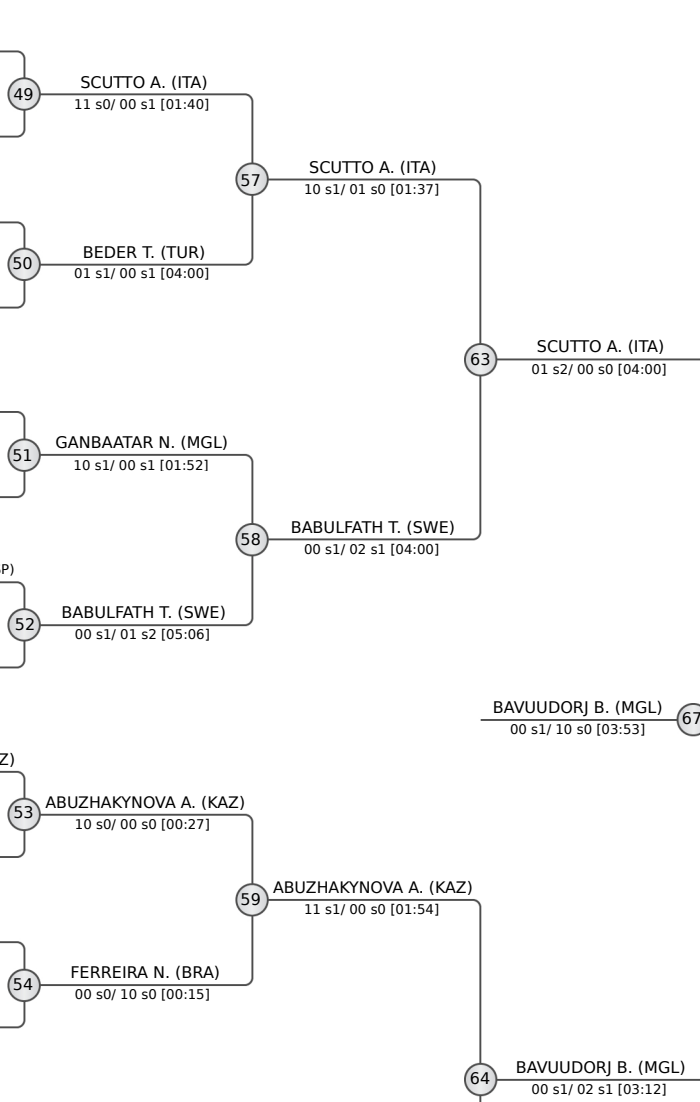 SCUTTO A. (ITA)
49
11 s0/ 00 s1 [01:40]
SCUTTO A. (ITA)
57
10 s1/ 01 s0 [01:37]
BEDER T. (TUR)
50
01 s1/ 00 s1 [04:00]
SCUTTO A. (ITA)
63
01 s2/ 00 s0 [04:00]
GANBAATAR N. (MGL)
51
10 s1/ 00 s1 [01:52]
BABULFATH T. (SWE)
58
00 s1/ 02 s1 [04:00]
P)
BABULFATH T. (SWE)
52
00 s1/ 01 s2 [05:06]
BAVUUDORJ B. (MGL)
67
00 s1/ 10 s0 [03:53]
Z)
ABUZHAKYNOVA A. (KAZ)
53
10 s0/ 00 s0 [00:27]
ABUZHAKYNOVA A. (KAZ)
59
11 s1/ 00 s0 [01:54]
FERREIRA N. (BRA)
54
00 s0/ 10 s0 [00:15]
BAVUUDORJ B. (MGL)
64
00 s1/ 02 s1 [03:12]